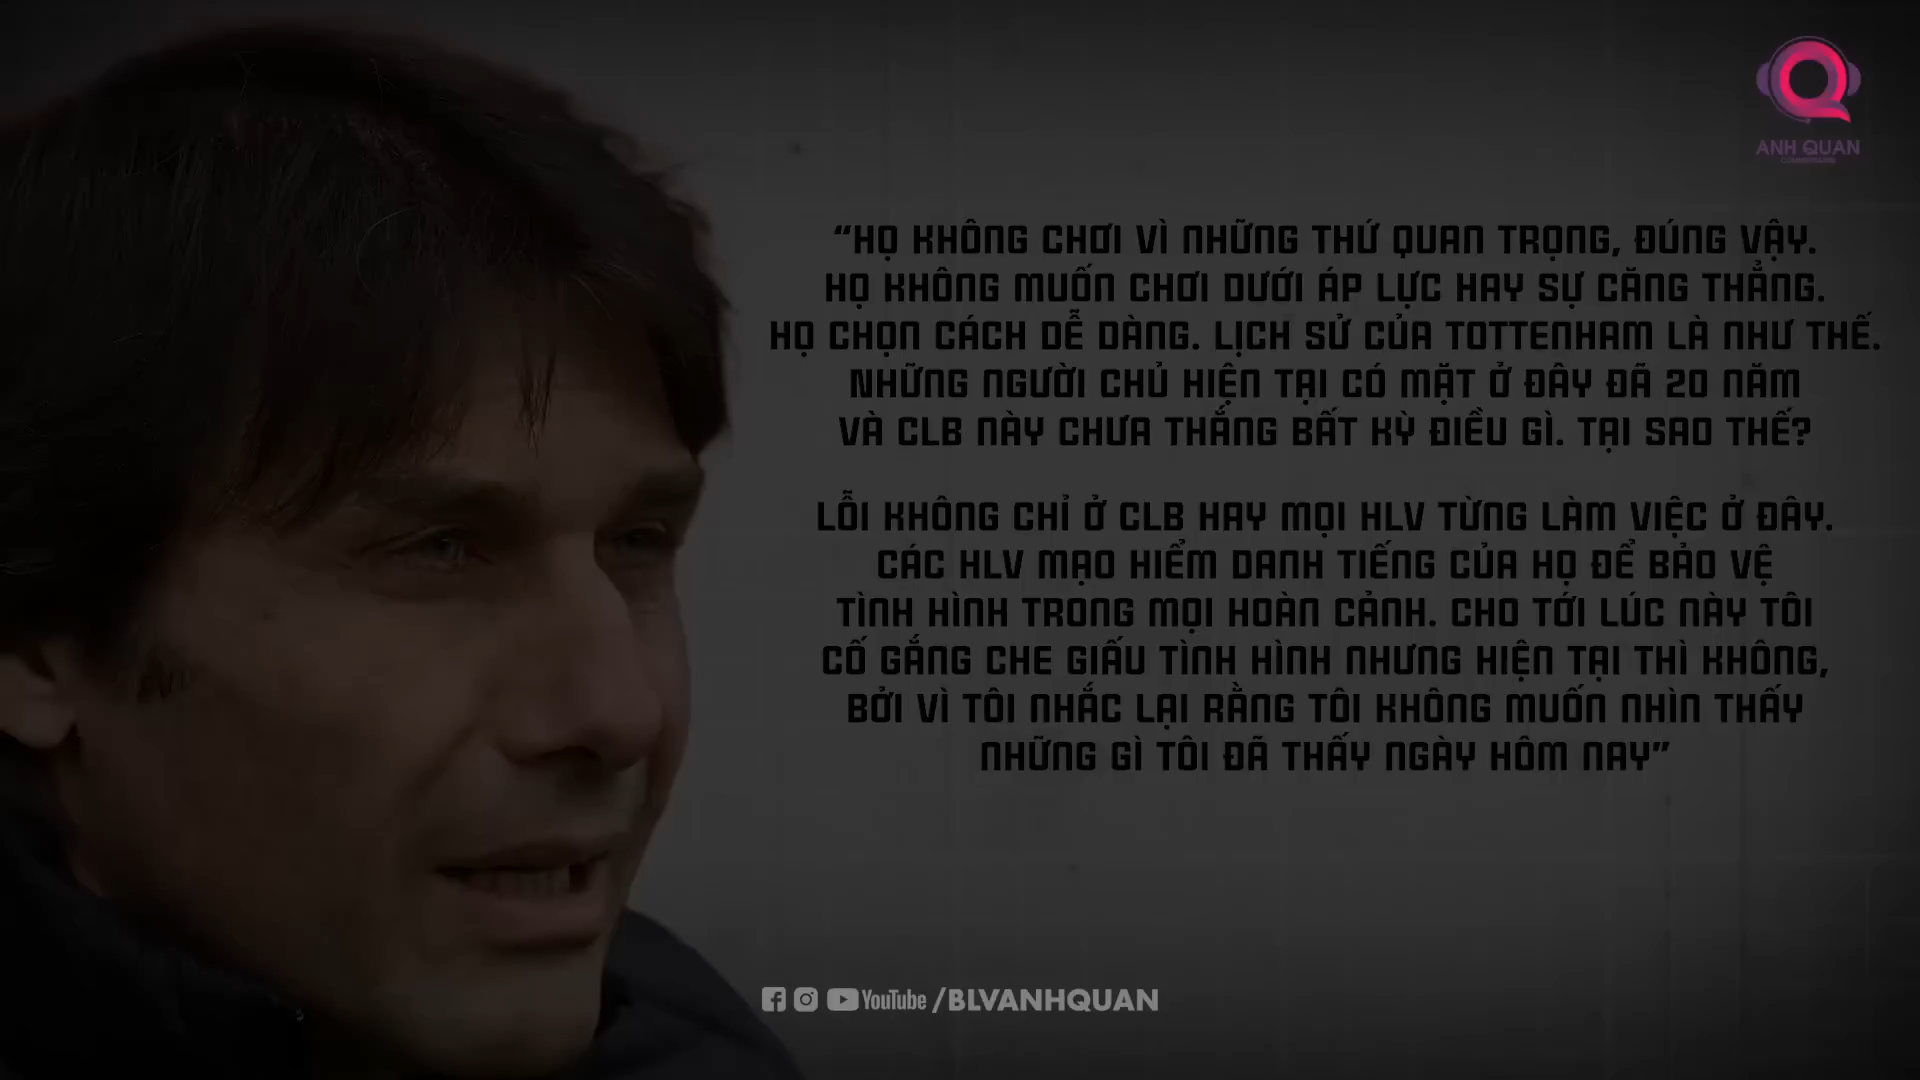 ANH QUAN
“HỌ KHÔNG CHƠI VÌ NHỮNG THỨ QUAN TRỌNG, ĐÚNG VẬY.
HỌ KHÔNG MUỐN CHƠI DƯỚI ÁP LỰC HAY SỰ CĂNG THẲNG.
HỌ CHỌN CÁCH DỄ DÀNG. LỊCH SỬ CỦA TOTTENHAM LÀ NHƯ THẾ.
NHỮNG NGƯỜI CHỦ HIỆN TẠI CÓ MẶT Ở ĐÂY ĐÃ 20 NĂM
VÀ CLB NÀY CHƯA THẮNG BẤT KỲ ĐIỀU GÌ. TẠI SAO THẾ?
LỖI KHÔNG CHỈ Ở CLB HAY MỌI HLV TỪNG LÀM VIỆC Ở ĐÂY.
CÁC HLV MẠO HIỂM DANH TIẾNG CỦA HỌ ĐỂ BẢO VỆ
TÌNH HÌNH TRONG MỌI HOÀN CẢNH. CHO TỚI LÚC NÀY TÔI
CỐ GẮNG CHE GIẤU TÌNH HÌNH NHƯNG HIỆN TẠI THÌ KHÔNG,
BỞI VÌ TÔI NHẮC LẠI RẰNG TÔI KHÔNG MUỐN NHÌN THẤY
NHỮNG GÌ TÔI ĐÃ THẤY NGÀY HÔM NAY”
YouTube /BLVANHQUAN